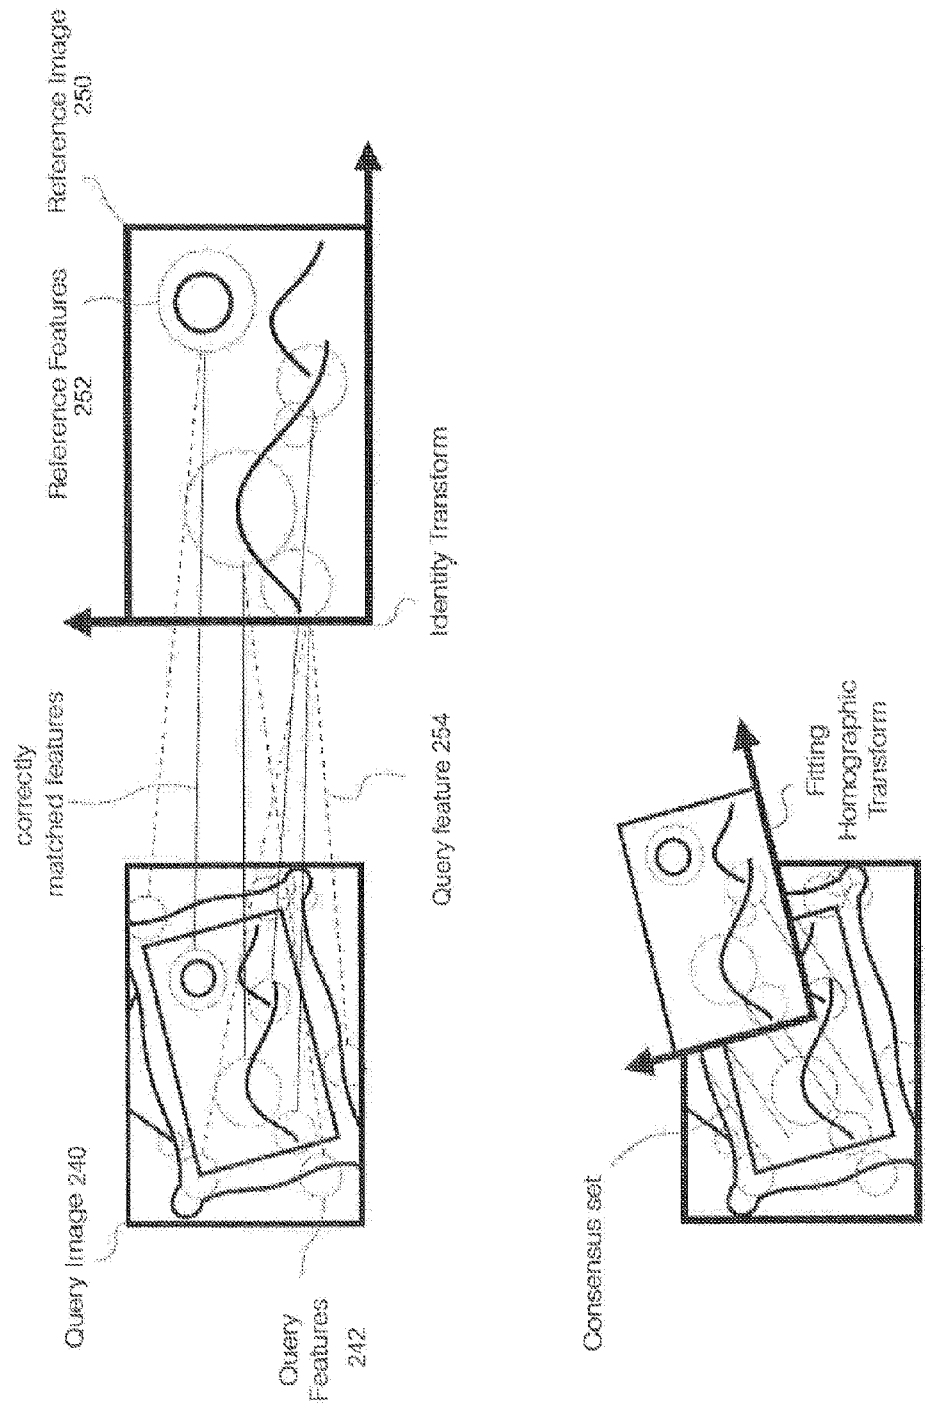 Query Image 240
correctly
matched features
Reference Features
252
Reference Image
250
Query
Features
242
Query feature 254
Identity Transform
Consensus set
Fitting
Homographic
Transform